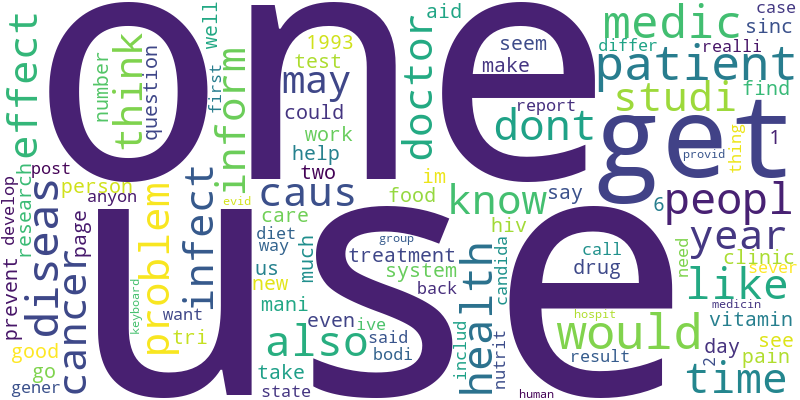 one
use
get
effect
number
think
question
well
first
inform
1993
test
may
could
work
help
two
doctor
aid
seem
make
medic
patient
studi
dont
report
differ
realli
case
sinc
find
thing
1
provid
peopl
6
know
say
year
like
clinic
sever
need
medicin
vitamin
would
call
drug
hospit
result
see
day
pain
2
time
human
develop
post
research
anyon
person
page
prevent
diseas
cancer
good
go
gener
problem
keyboard
tri
want
infect
evid
caus
care
diet
way
us
new
mani
much
also
take
state
even
ive
said
bodi
group
treatment
system
back
food
im
hiv
health
includ
candida
nutrit